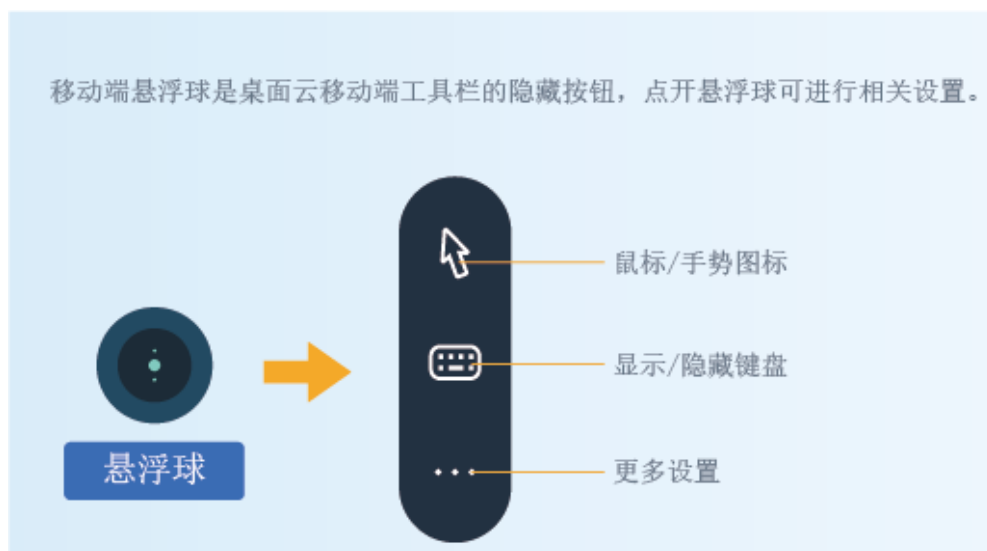 移动端悬浮球是桌面云移动端工具栏的隐藏按钮，点开悬浮球可进行相关设置。
鼠标/手势图标
显示/隐藏键盘
悬浮球
更多设置